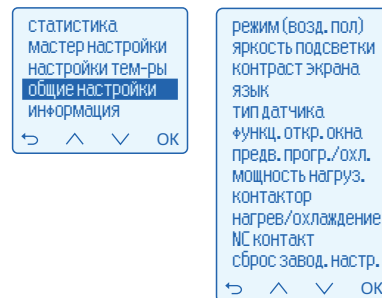 статистика
мастер настройки
настройки тем-ры
общие настройки
информация
OK
режим (возд. пол)
яркость подсветки
контраст экрана
язык
тип датчика
функц. откр. окна
предв. прогр./охл.
мощность нагруз.
контактор
нагрев/охлаждение
NC контакт
сброс завод. настр.
OK